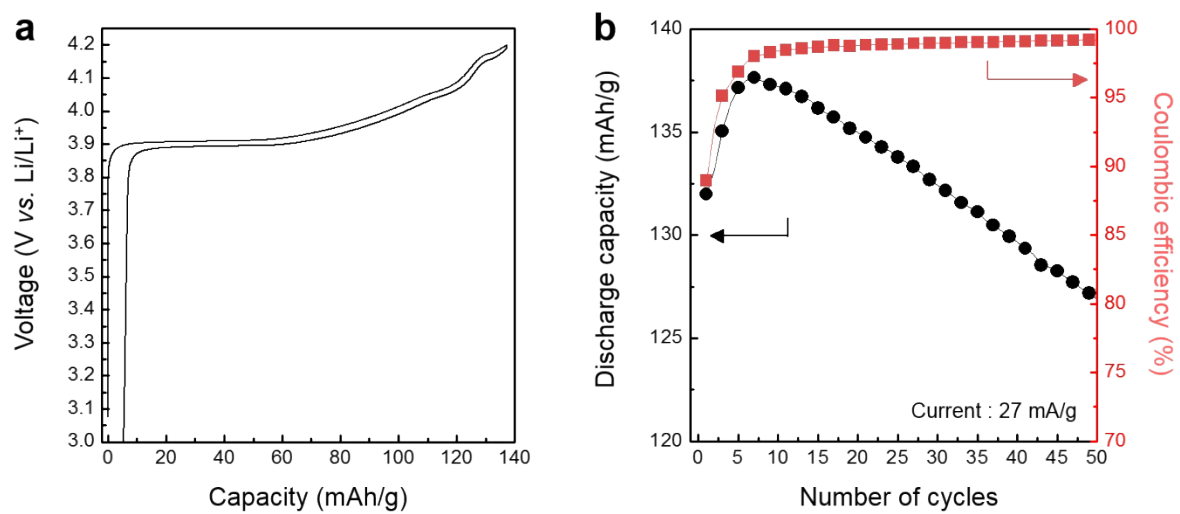 a
4.2
4.1
4.0
3.9
3.8
3.7
3.6
3.5
3.4
3.3
3.2
3.1
3.0
Voltage (V vs. Li/Li⁺)
0 20 40 60 80 100 120 140
Capacity (mAh/g)
b
140
135
130
125
120
Discharge capacity (mAh/g)
100
95
90
85
80
75
70
Coulombic efficiency (%)
Current : 27 mA/g
0 5 10 15 20 25 30 35 40 45 50
Number of cycles